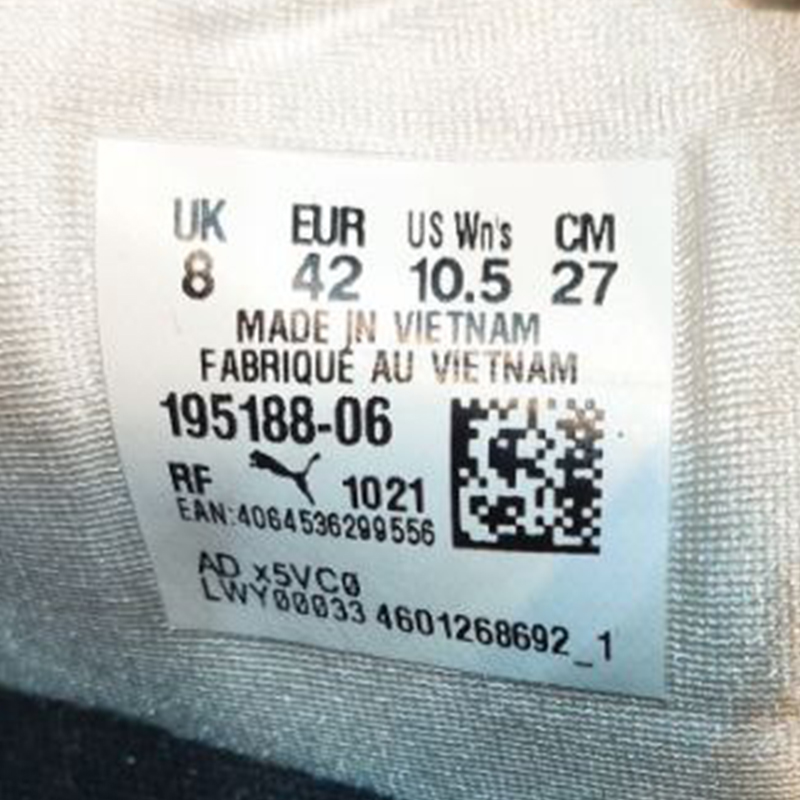 UK EUR US Wn's CM
8 42 10.5 27
MADE IN VIETNAM
FABRIQUÉ AU VIETNAM
195188-06
RF 1021
EAN:4064536299556
AD x5VC0
LWY00033 4601268692_1